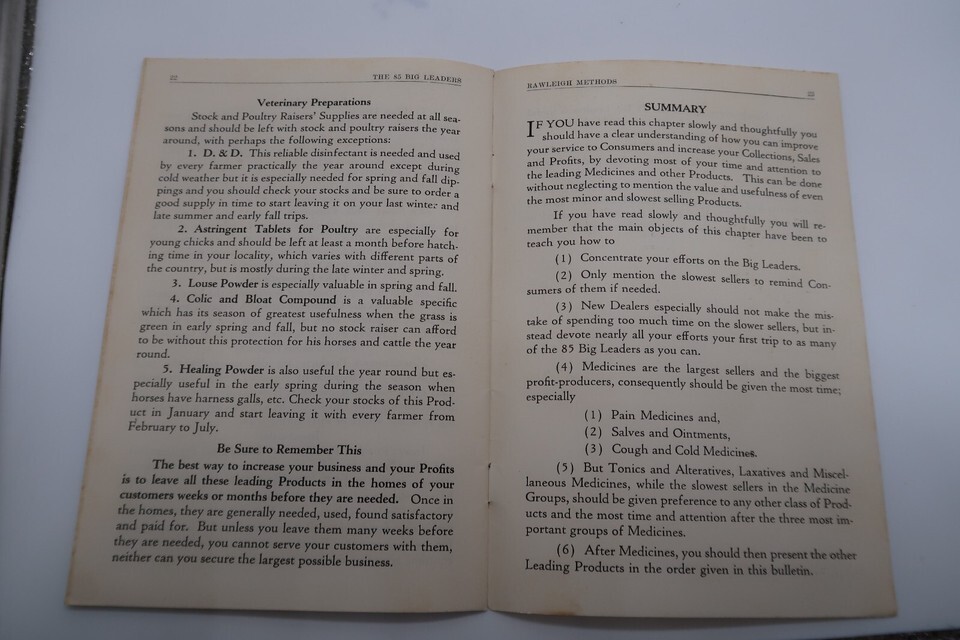 22 THE 85 BIG LEADERS
Veterinary Preparations
Stock and Poultry Raisers' Supplies are needed at all sea-
sons and should be left with stock and poultry raisers the year
around, with perhaps the following exceptions:
1. D. & D. This reliable disinfectant is needed and used
by every farmer practically the year around except during
cold weather but it is especially needed for spring and fall dip-
pings and you should check your stocks and be sure to order a
good supply in time to start leaving it on your last winter and
late summer and early fall trips.
2. Astringent Tablets for Poultry are especially for
young chicks and should be left at least a month before hatch-
ing time in your locality, which varies with different parts of
the country, but is mostly during the late winter and spring.
3. Louse Powder is especially valuable in spring and fall.
4. Colic and Bloat Compound is a valuable specific
which has its season of greatest usefulness when the grass is
green in early spring and fall, but no stock raiser can afford
to be without this protection for his horses and cattle the year
round.
5. Healing Powder is also useful the year round but es-
pecially useful in the early spring during the season when
horses have harness galls, etc. Check your stocks of this Prod-
uct in January and start leaving it with every farmer from
February to July.
Be Sure to Remember This
The best way to increase your business and your Profits
is to leave all these leading Products in the homes of your
customers weeks or months before they are needed. Once in
the homes, they are generally needed, used, found satisfactory
and paid for. But unless you leave them many weeks before
they are needed, you cannot serve your customers with them,
neither can you secure the largest possible business.
RAWLEIGH METHODS 23
SUMMARY
IF YOU have read this chapter slowly and thoughtfully you
should have a clear understanding of how you can improve
your service to Consumers and increase your Collections, Sales
and Profits, by devoting most of your time and attention to
the leading Medicines and other Products. This can be done
without neglecting to mention the value and usefulness of even
the most minor and slowest selling Products.
If you have read slowly and thoughtfully you will re-
member that the main objects of this chapter have been to
teach you how to
(1) Concentrate your efforts on the Big Leaders.
(2) Only mention the slowest sellers to remind Con-
sumers of them if needed.
(3) New Dealers especially should not make the mis-
take of spending too much time on the slower sellers, but in-
stead devote nearly all your efforts your first trip to as many
of the 85 Big Leaders as you can.
(4) Medicines are the largest sellers and the biggest
profit-producers, consequently should be given the most time;
especially
(1) Pain Medicines and,
(2) Salves and Ointments,
(3) Cough and Cold Medicines.
(5) But Tonics and Alteratives, Laxatives and Miscel-
laneous Medicines, while the slowest sellers in the Medicine
Groups, should be given preference to any other class of Prod-
ucts and the most time and attention after the three most im-
portant groups of Medicines.
(6) After Medicines, you should then present the other
Leading Products in the order given in this bulletin.